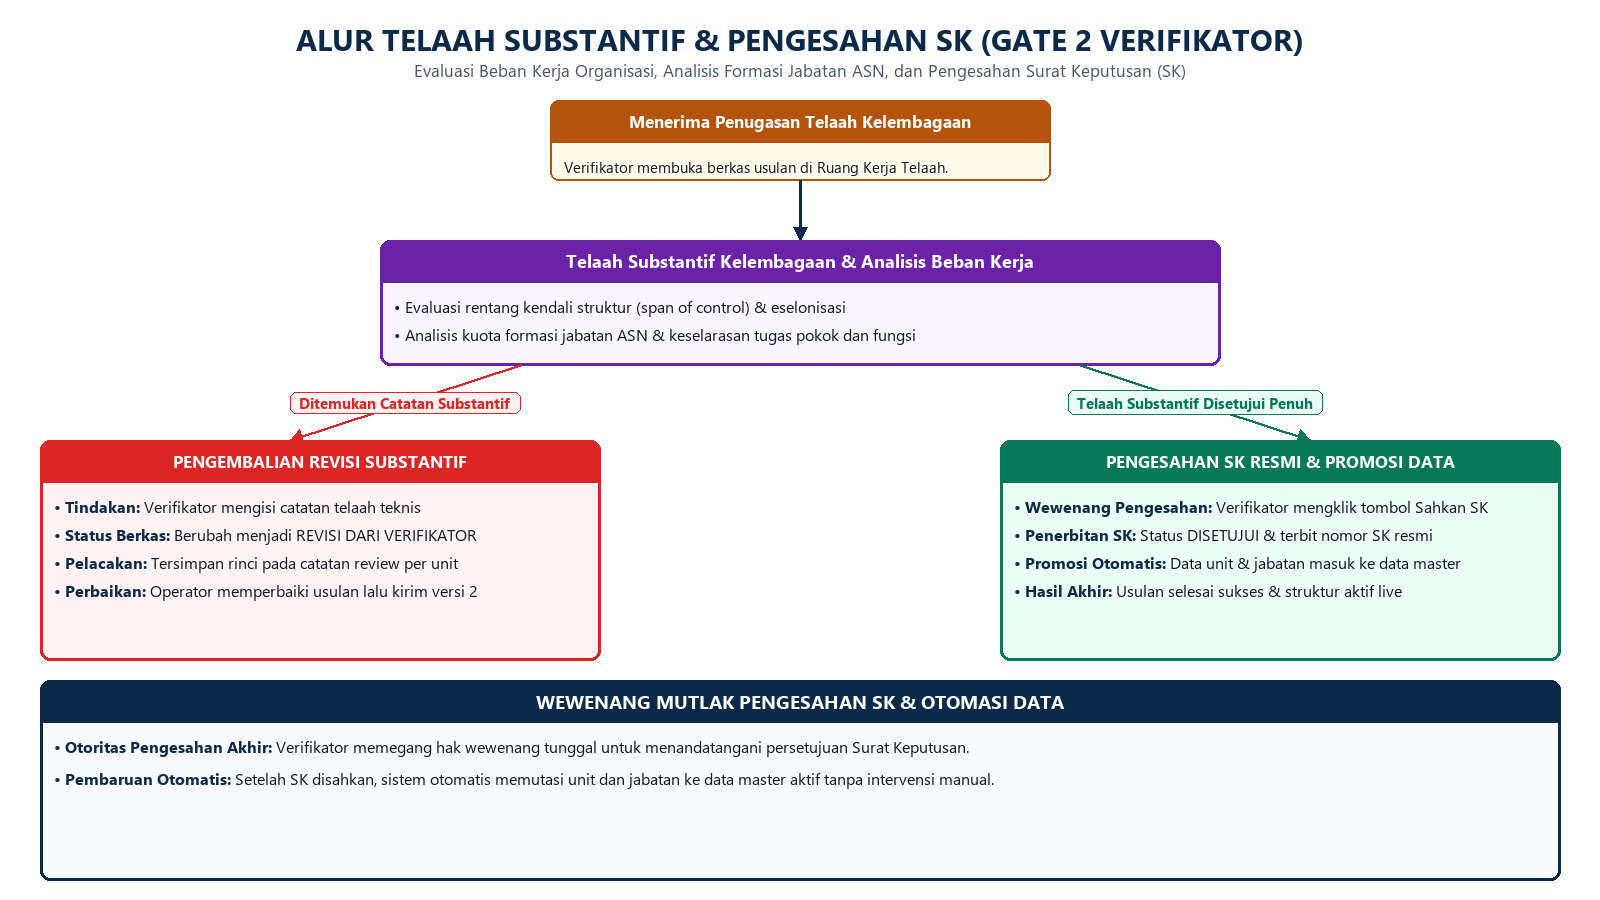 ALUR TELAAH SUBSTANTIF & PENGESAHAN SK (GATE 2 VERIFIKATOR)
Evaluasi Beban Kerja Organisasi, Analisis Formasi Jabatan ASN, dan Pengesahan Surat Keputusan (SK)
Menerima Penugasan Telaah Kelembagaan
Verifikator membuka berkas usulan di Ruang Kerja Telaah.
Telaah Substantif Kelembagaan & Analisis Beban Kerja
• Evaluasi rentang kendali struktur (span of control) & eselonisasi
• Analisis kuota formasi jabatan ASN & keselarasan tugas pokok dan fungsi
Ditemukan Catatan Substantif
Telaah Substantif Disetujui Penuh
PENGEMBALIAN REVISI SUBSTANTIF
• Tindakan: Verifikator mengisi catatan telaah teknis
• Status Berkas: Berubah menjadi REVISI DARI VERIFIKATOR
• Pelacakan: Tersimpan rinci pada catatan review per unit
• Perbaikan: Operator memperbaiki usulan lalu kirim versi 2
PENGESAHAN SK RESMI & PROMOSI DATA
• Wewenang Pengesahan: Verifikator mengklik tombol Sahkan SK
• Penerbitan SK: Status DISETUJUI & terbit nomor SK resmi
• Promosi Otomatis: Data unit & jabatan masuk ke data master
• Hasil Akhir: Usulan selesai sukses & struktur aktif live
WEWENANG MUTLAK PENGESAHAN SK & OTOMASI DATA
• Otoritas Pengesahan Akhir: Verifikator memegang hak wewenang tunggal untuk menandatangani persetujuan Surat Keputusan.
• Pembaruan Otomatis: Setelah SK disahkan, sistem otomatis memutasi unit dan jabatan ke data master aktif tanpa intervensi manual.